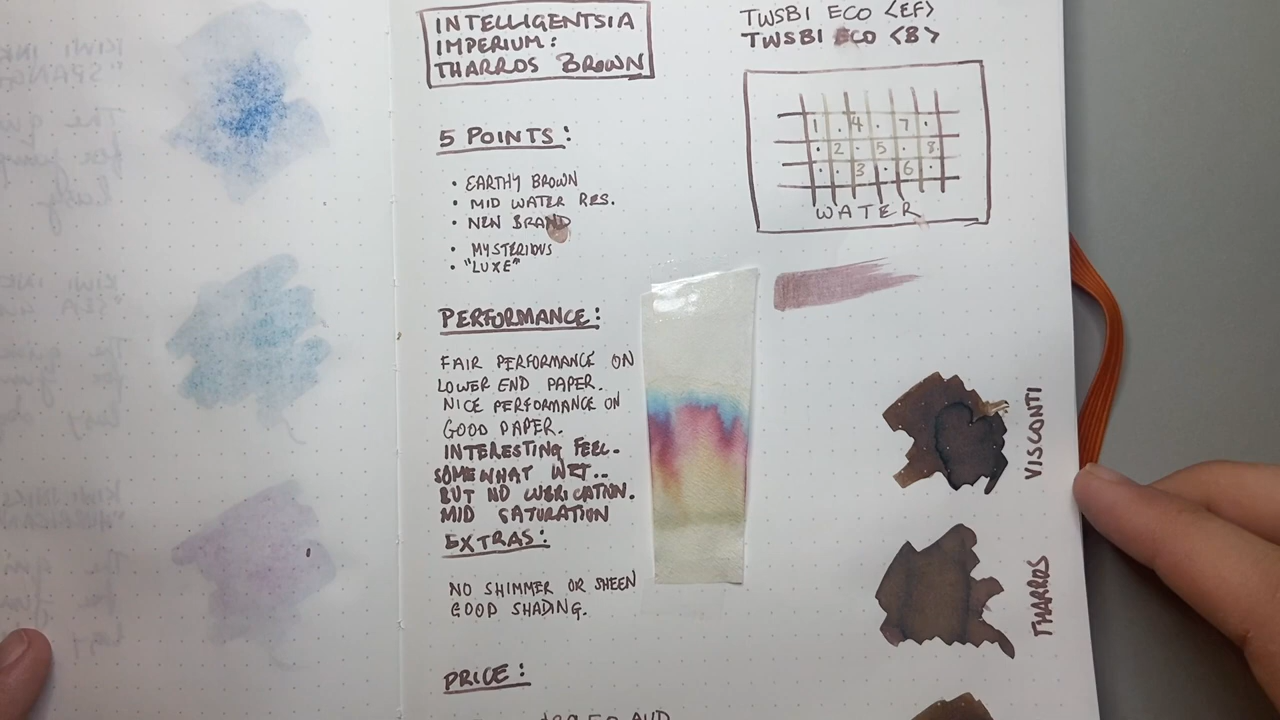 INTELLIGENTSIA
IMPERIUM:
THARROS BROWN
TWSBI ECO <EF>
TWSBI ECO <B>
1 . 4 . 7 .
. 2 . 5 . 8
. . 3 . 6 .
WATER
5 POINTS:
• EARTHY BROWN
• MID WATER RES.
• NEW BRAND
• MYSTERIOUS
• "LUXE"
PERFORMANCE:
FAIR PERFORMANCE ON
LOWER END PAPER.
NICE PERFORMANCE ON
GOOD PAPER.
INTERESTING FEEL.
SOMEWHAT WET..
BUT NO LUBRICATION.
MID SATURATION
EXTRAS:
NO SHIMMER OR SHEEN
GOOD SHADING.
PRICE:
AUD
VISCONTI
THARROS